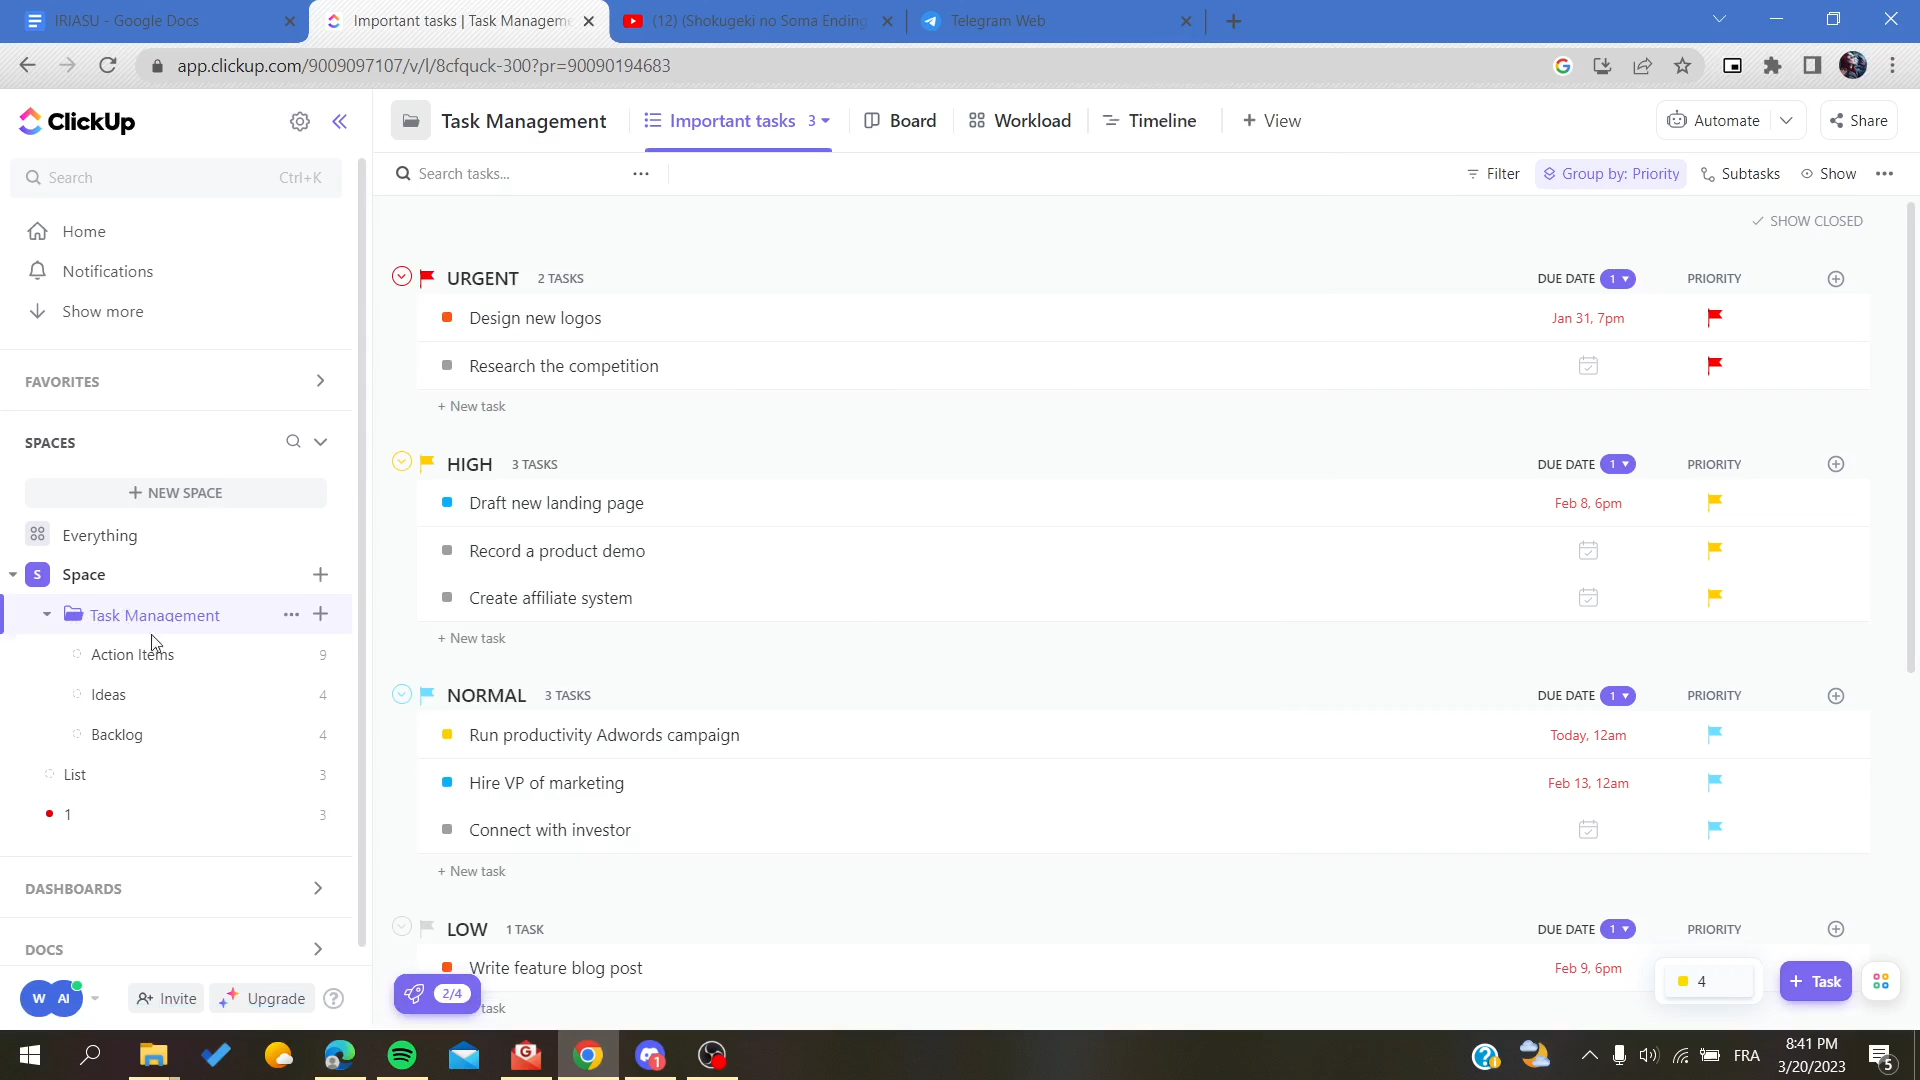 IRIASU - Google Docs
Important tasks | Task Manageme
(12) (Shokugeki no Soma Ending
Telegram Web
app.clickup.com/9009097107/v/l/8cfquck-300?pr=90090194683
ClickUp
Search Ctrl+K
Home
Notifications
Show more
FAVORITES
SPACES
+ NEW SPACE
Everything
S Space
Task Management
Action Items 9
Ideas 4
Backlog 4
List 3
1 3
DASHBOARDS
DOCS
W AI
Invite
Upgrade
Task Management
Important tasks 3
Board
Workload
Timeline
+ View
Automate
Share
Search tasks...
Filter
Group by: Priority
Subtasks
Show
SHOW CLOSED
URGENT 2 TASKS DUE DATE 1 PRIORITY
Design new logos Jan 31, 7pm
Research the competition
+ New task
HIGH 3 TASKS DUE DATE 1 PRIORITY
Draft new landing page Feb 8, 6pm
Record a product demo
Create affiliate system
+ New task
NORMAL 3 TASKS DUE DATE 1 PRIORITY
Run productivity Adwords campaign Today, 12am
Hire VP of marketing Feb 13, 12am
Connect with investor
+ New task
LOW 1 TASK DUE DATE 1 PRIORITY
Write feature blog post Feb 9, 6pm
2/4 task
4
+ Task
1
FRA
8:41 PM
3/20/2023
5